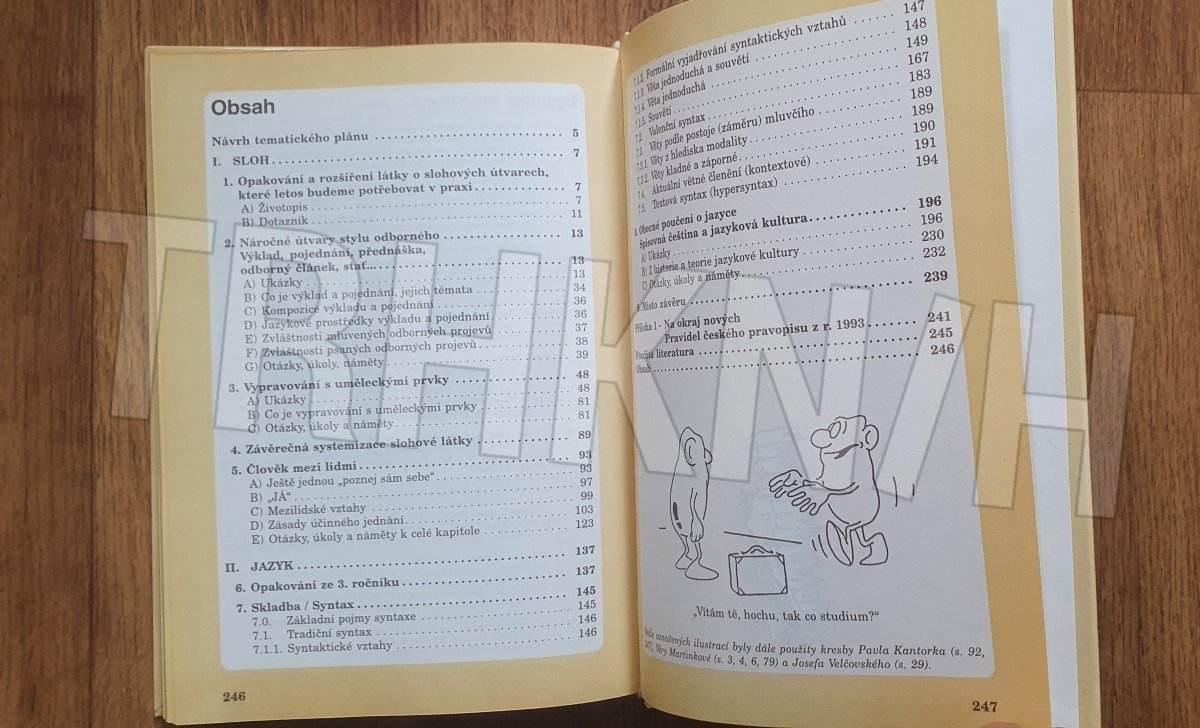 Obsah
Návrh tematického plánu 5
I. SLOH 7
1. Opakování a rozšíření látky o slohových útvarech,
které letos budeme potřebovat v praxi 7
A) Životopis 7
B) Dotazník 11
2. Náročné útvary stylu odborného 13
Výklad, pojednání, přednáška,
odborný článek, stať... 13
A) Ukázky 13
B) Co je výklad a pojednání, jejich témata 34
C) Kompozice výkladu a pojednání 36
D) Jazykové prostředky výkladu a pojednání 36
E) Zvláštnosti mluvených odborných projevů 37
F) Zvláštnosti psaných odborných projevů 38
G) Otázky, úkoly, náměty 39
3. Vypravování s uměleckými prvky 48
A) Ukázky 48
B) Co je vypravování s uměleckými prvky 81
C) Otázky, úkoly a náměty 81
4. Závěrečná systemizace slohové látky 89
5. Člověk mezi lidmi 93
A) Ještě jednou „poznej sám sebe“ 93
B) „JÁ“ 97
C) Mezilidské vztahy 99
D) Zásady účinného jednání 103
E) Otázky, úkoly a náměty k celé kapitole 123
II. JAZYK 137
6. Opakování ze 3. ročníku 137
7. Skladba / Syntax 145
7.0. Základní pojmy syntaxe 145
7.1. Tradiční syntax 146
7.1.1. Syntaktické vztahy 146
246
7.1.2. Formální vyjadřování syntaktických vztahů 147
7.1.3. Věta jednoduchá a souvětí 148
7.1.4. Věta jednoduchá 149
7.1.5. Souvětí 167
7.2. Valenční syntax 183
7.3. Věty podle postoje (záměru) mluvčího 189
7.3.1. Věty z hlediska modality 189
7.3.2. Věty kladné a záporné 190
7.4. Aktuální větné členění (kontextové) 191
7.5. Textová syntax (hypersyntax) 194
8. Obecné poučení o jazyce
Spisovná čeština a jazyková kultura 196
A) Ukázky 196
B) Z historie a teorie jazykové kultury 230
C) Otázky, úkoly a náměty 232
9. Místo závěru 239
Příloha 1 - Na okraj nových
Pravidel českého pravopisu z r. 1993 241
Použitá literatura 245
Obsah 246
„Vítám tě, hochu, tak co studium?“
Vedle označených ilustrací byly dále použity kresby Pavla Kantorka (s. 92,
247), Věry Martinkové (s. 3, 4, 6, 79) a Josefa Velčovského (s. 29).
247
TRHKNIH